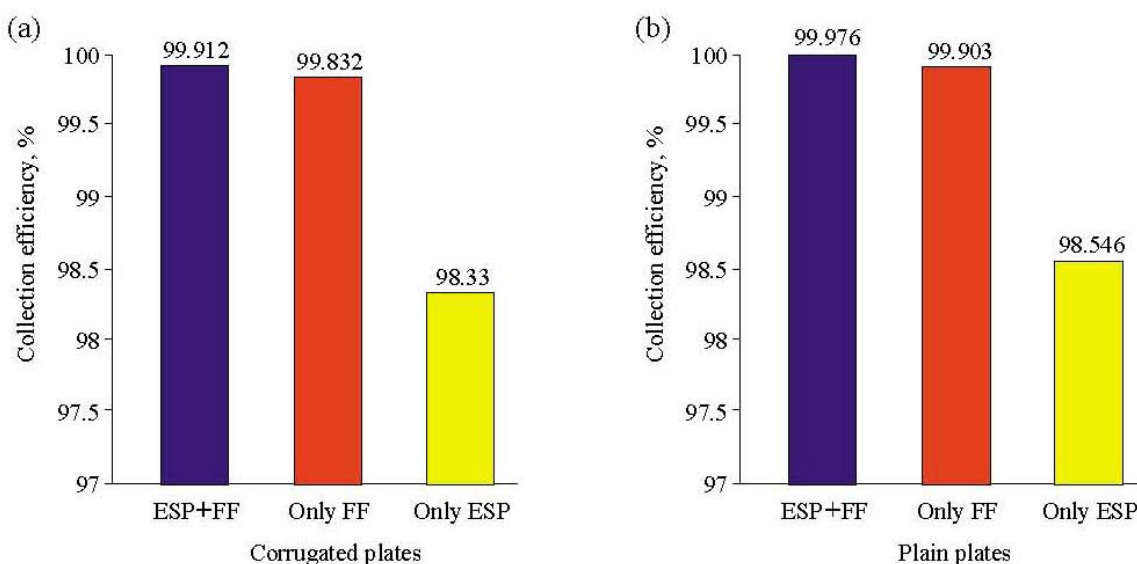 (a)
Collection efficiency, %
100
99.5
99
98.5
98
97.5
97
99.912
99.832
98.33
ESP+FF
Only FF
Only ESP
Corrugated plates
(b)
Collection efficiency, %
100
99.5
99
98.5
98
97.5
97
99.976
99.903
98.546
ESP+FF
Only FF
Only ESP
Plain plates